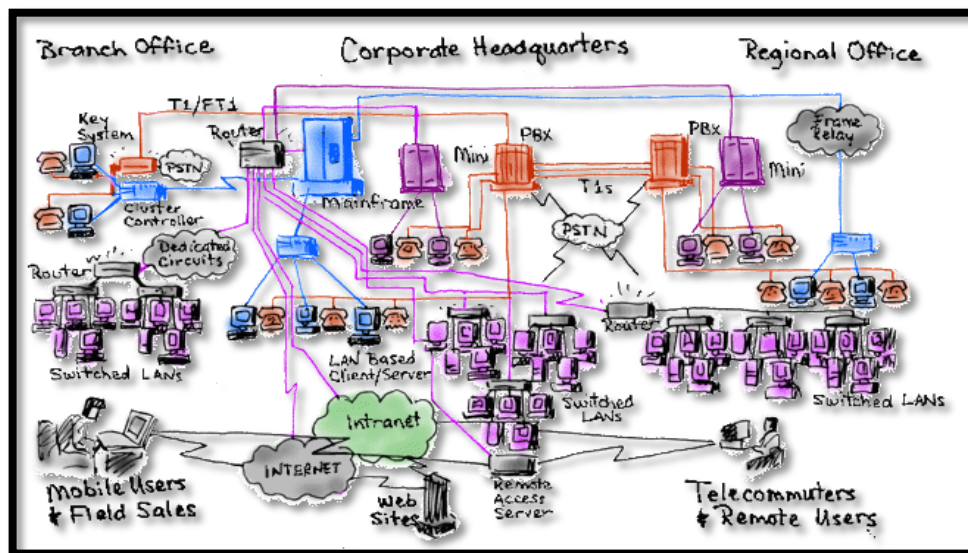 Branch Office
Corporate Headquarters
Regional Office
T1/FT1
Key
System
Router
PBX
PBX
Frame
Relay
Mini
Mini
PSTN
T1s
Cluster
Controller
Mainframe
PSTN
Dedicated
Circuits
Router
Router
LAN Based
Client/Server
Switched LANs
Switched
LANs
Switched LANs
Intranet
INTERNET
Mobile Users
& Field Sales
Web
Sites
Remote
Access
Server
Telecommuters
& Remote Users